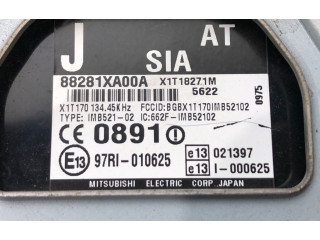 J SIA AT
88281XA00A X1T18271M
5622
X1T170 134.45KHz FCCID:BGBX1T170IMB52102
TYPE: IMB521-02 IC:662F-IMB52102
0975
CE 0891 !
E13 97RI-010625
e13 021397
e13 I-000625
MITSUBISHI ELECTRIC CORP.JAPAN